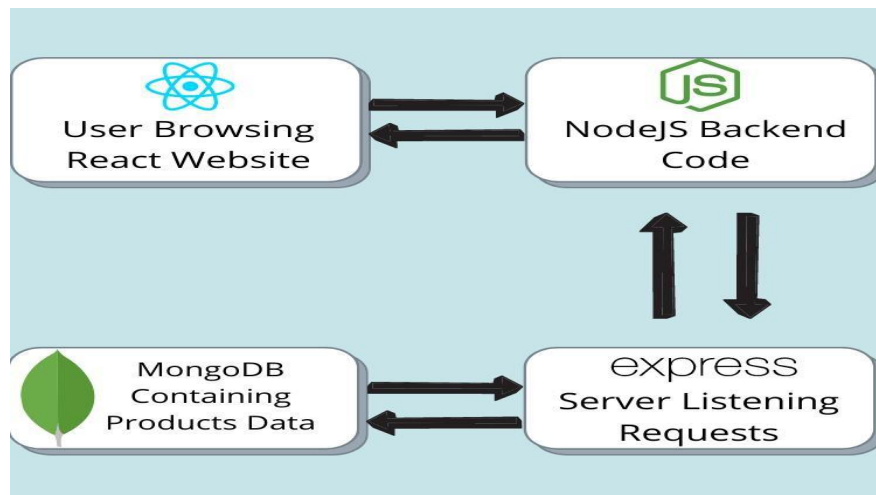 User Browsing
React Website
JS
NodeJS Backend
Code
MongoDB
Containing
Products Data
express
Server Listening
Requests